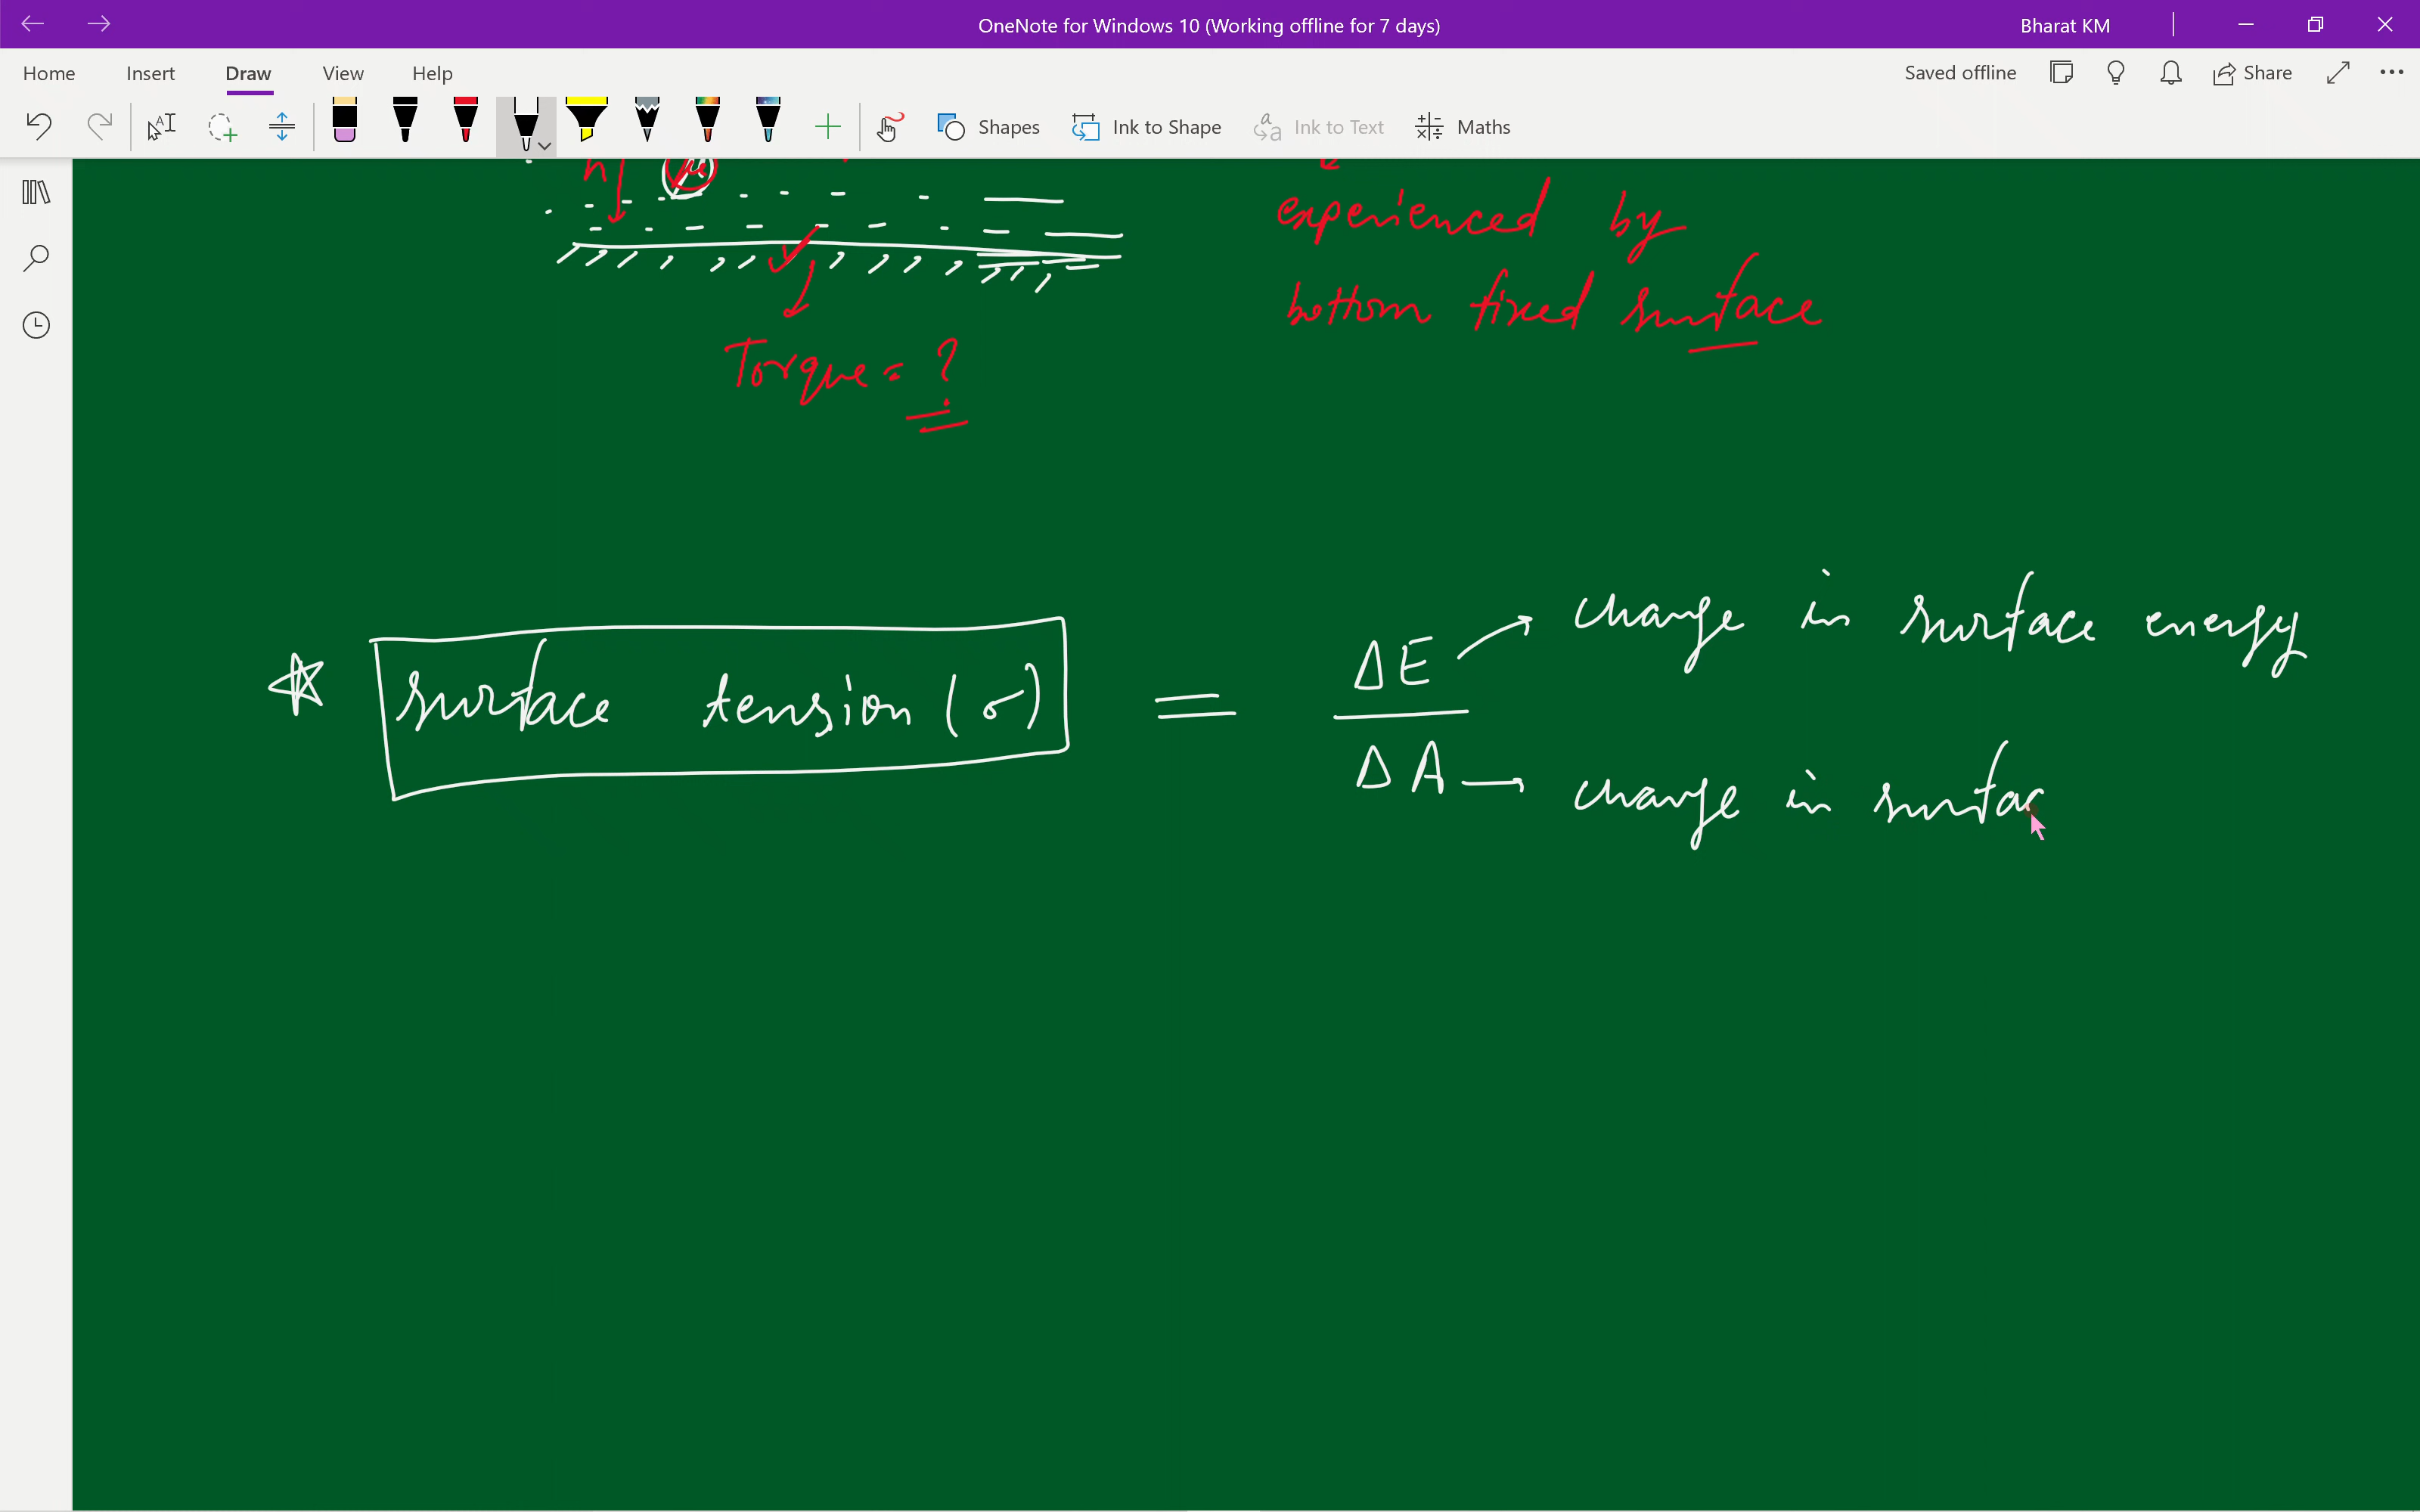 OneNote for Windows 10 (Working offline for 7 days)
Bharat KM
Home Insert Draw View Help
Saved offline
Share
Shapes
Ink to Shape
Ink to Text
Maths
h μ
experienced by
bottom fixed surface
Torque = ?
surface tension (σ) = ΔE / ΔA
change in surface energy
change in surfac